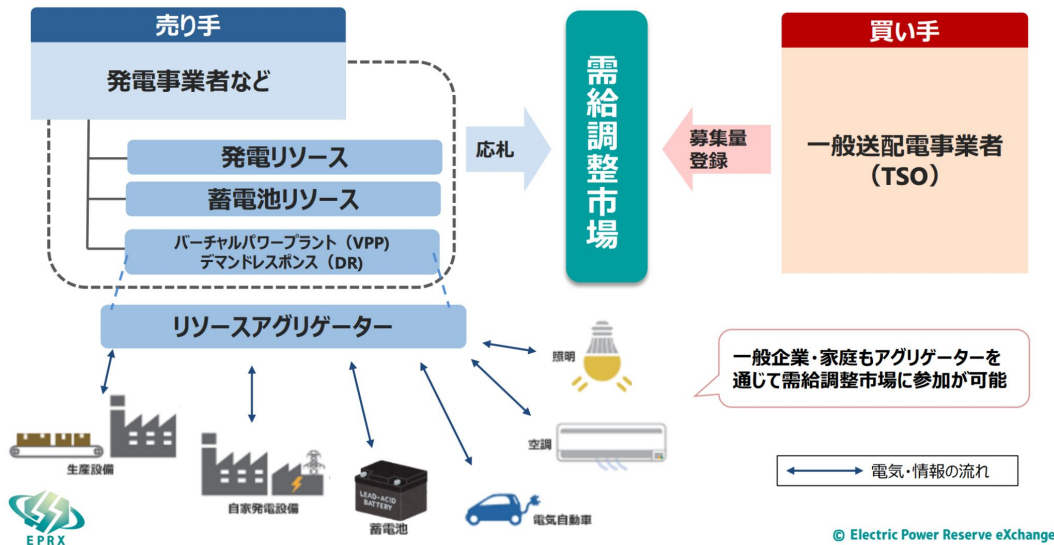 売り手
発電事業者など
発電リソース
蓄電池リソース
バーチャルパワープラント（VPP)
デマンドレスポンス（DR)
リソースアグリゲーター
応札
需給調整市場
募集量
登録
買い手
一般送配電事業者
（TSO）
照明
空調
電気自動車
LEAD-ACID
BATTERY
蓄電池
自家発電設備
生産設備
一般企業・家庭もアグリゲーターを
通じて需給調整市場に参加が可能
電気・情報の流れ
EPRX
© Electric Power Reserve eXchange